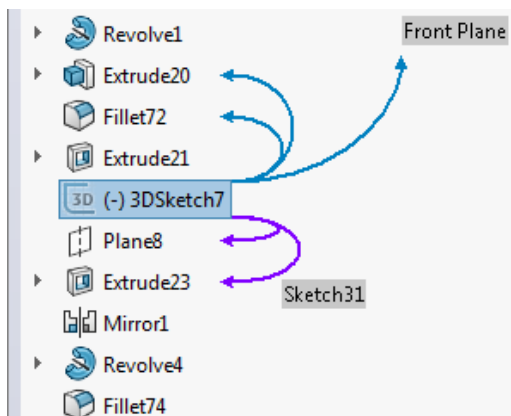 Revolve1
Front Plane
Extrude20
Fillet72
Extrude21
3D (-) 3DSketch7
Plane8
Extrude23
Sketch31
Mirror1
Revolve4
Fillet74